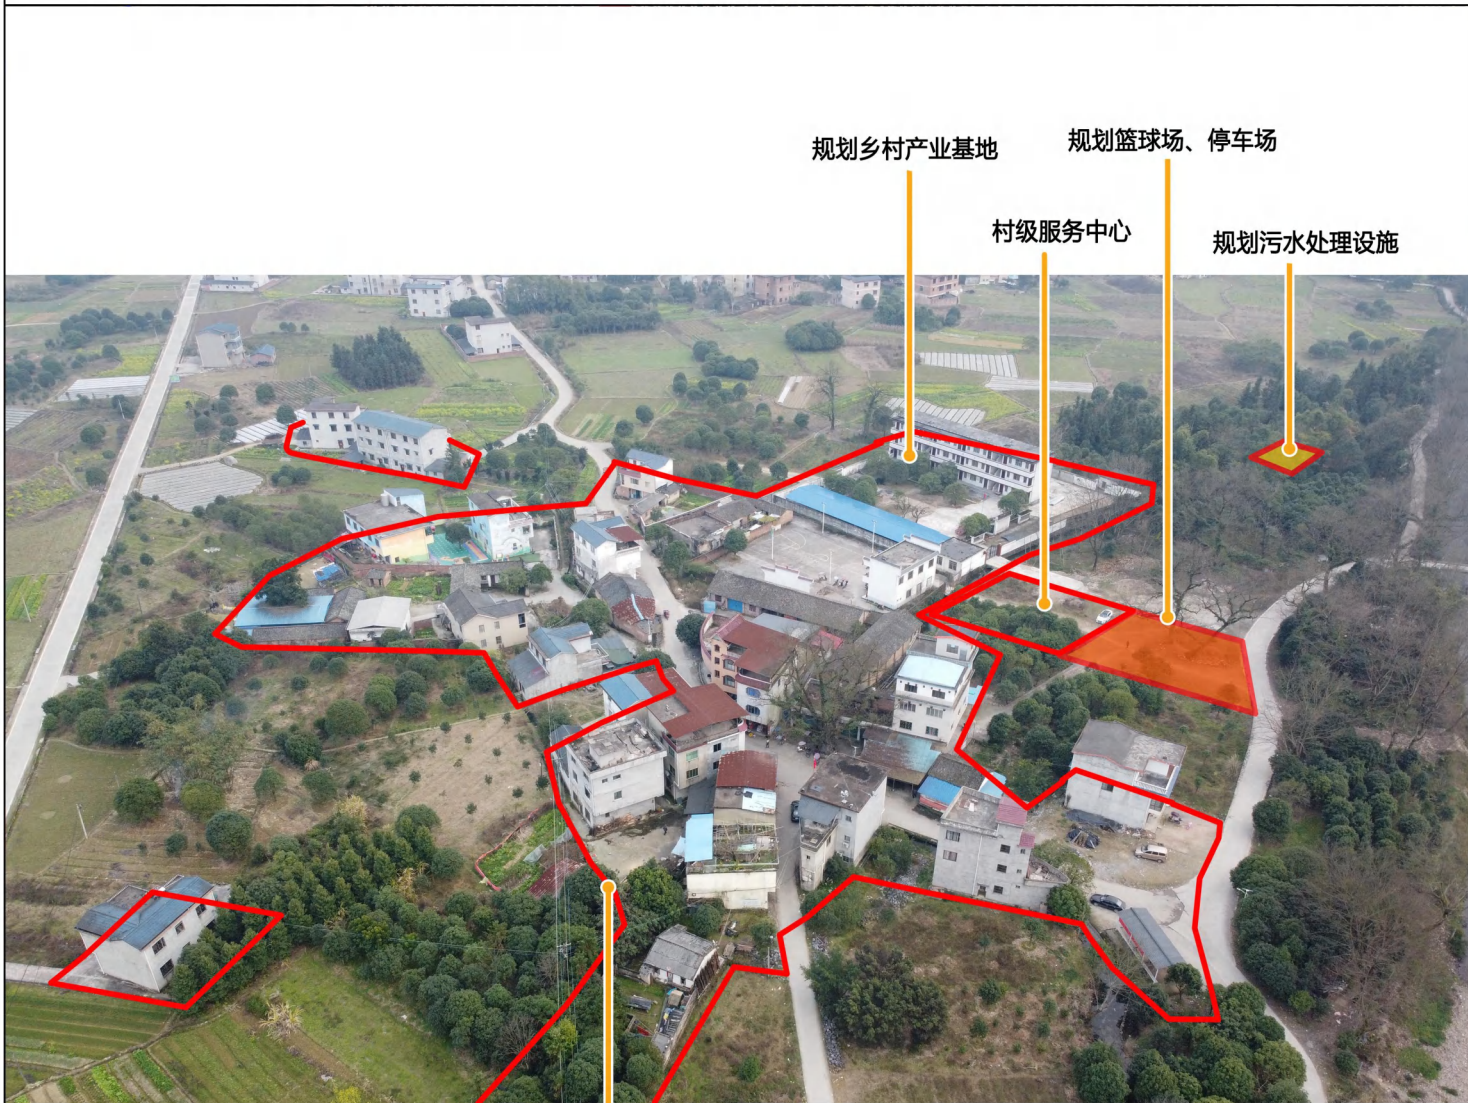 规划篮球场、停车场
规划乡村产业基地
村级服务中心
规划污水处理设施